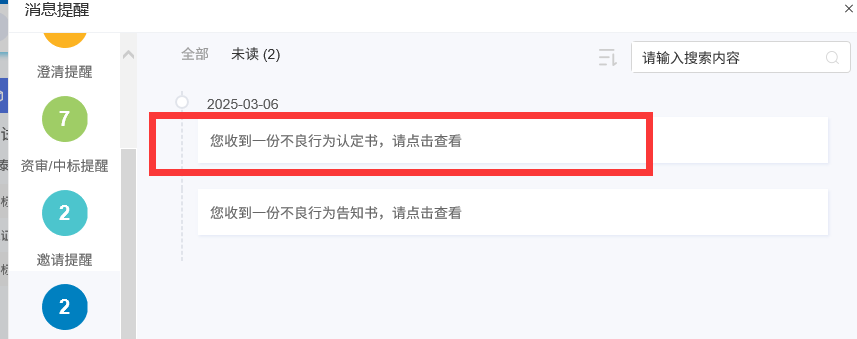 消息提醒
×
澄清提醒
7
资审/中标提醒
2
邀请提醒
2
全部 未读 (2)
请输入搜索内容
2025-03-06
您收到一份不良行为认定书，请点击查看
您收到一份不良行为告知书，请点击查看